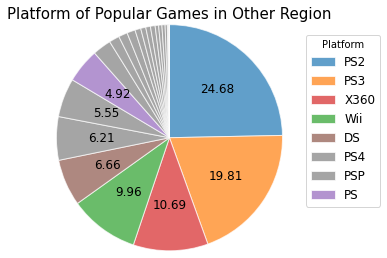 Platform of Popular Games in Other Region
Platform
PS2
PS3
X360
Wii
DS
PS4
PSP
PS
24.68
19.81
10.69
9.96
6.66
6.21
5.55
4.92